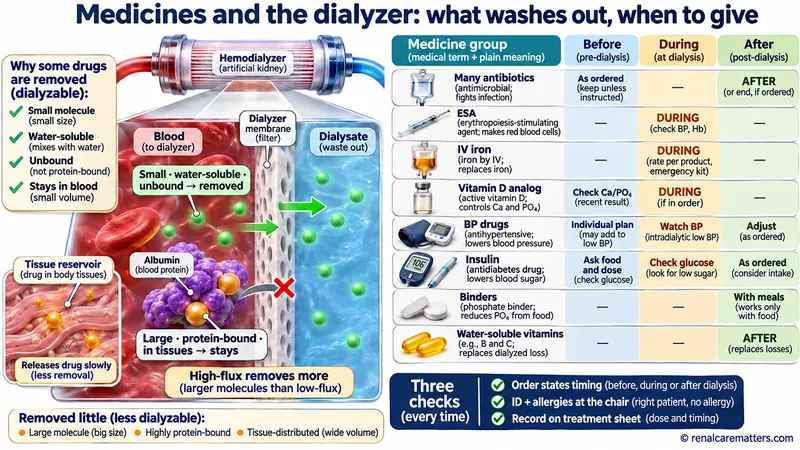 Medicines and the dialyzer: what washes out, when to give
Why some drugs
are removed
(dialyzable):
Small molecule
(small size)
Water-soluble
(mixes with water)
Unbound
(not protein-bound)
Stays in blood
(small volume)
Hemodialyzer
(artificial kidney)
Blood
(to dialyzer)
Dialyzer
membrane
(filter)
Dialysate
(waste out)
Small · water-soluble ·
unbound → removed
Albumin
(blood protein)
Large · protein-bound ·
in tissues → stays
Tissue reservoir
(drug in body tissues)
Releases drug slowly
(less removal)
High-flux removes more
(larger molecules than low-flux)
Removed little (less dialyzable):
• Large molecule (big size) • Highly protein-bound • Tissue-distributed (wide volume)
Medicine group
(medical term + plain meaning)
Before
(pre-dialysis)
During
(at dialysis)
After
(post-dialysis)
Many antibiotics
(antimicrobial;
fights infection)
As ordered
(keep unless
instructed)
—
AFTER
(or end, if ordered)
ESA
(erythropoiesis-stimulating
agent; makes red blood cells)
—
DURING
(check BP, Hb)
—
IV iron
(iron by IV;
replaces iron)
—
DURING
(rate per product,
emergency kit)
—
Vitamin D analog
(active vitamin D;
controls Ca and PO₄)
Check Ca/PO₄
(recent result)
DURING
(if in order)
—
BP drugs
(antihypertensive;
lowers blood pressure)
Individual plan
(may add to
low BP)
Watch BP
(intradialytic low BP)
Adjust
(as ordered)
106
Insulin
(antidiabetes drug;
lowers blood sugar)
Ask food
and dose
(check glucose)
Check glucose
(look for low sugar)
As ordered
(consider intake)
Binders
(phosphate binder;
reduces PO₄ from food)
—
—
With meals
(works only
with food)
Water-soluble vitamins
(e.g., B and C;
replaces dialyzed loss)
—
—
AFTER
(replaces losses)
Three
checks
(every time)
Order states timing (before, during or after dialysis)
ID + allergies at the chair (right patient, no allergy)
Record on treatment sheet (dose and timing)
© renalcarematters.com